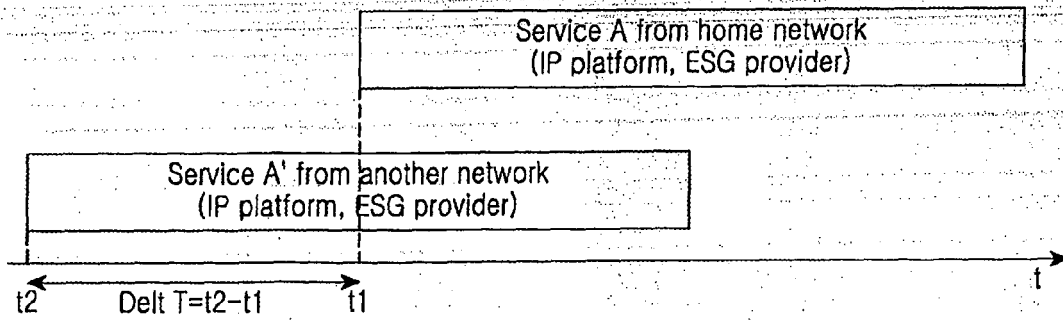 Service A from home network
(IP platform, ESG provider)
Service A' from another network
(IP platform, ESG provider)
t2
Delt T=t2-t1
t1
t